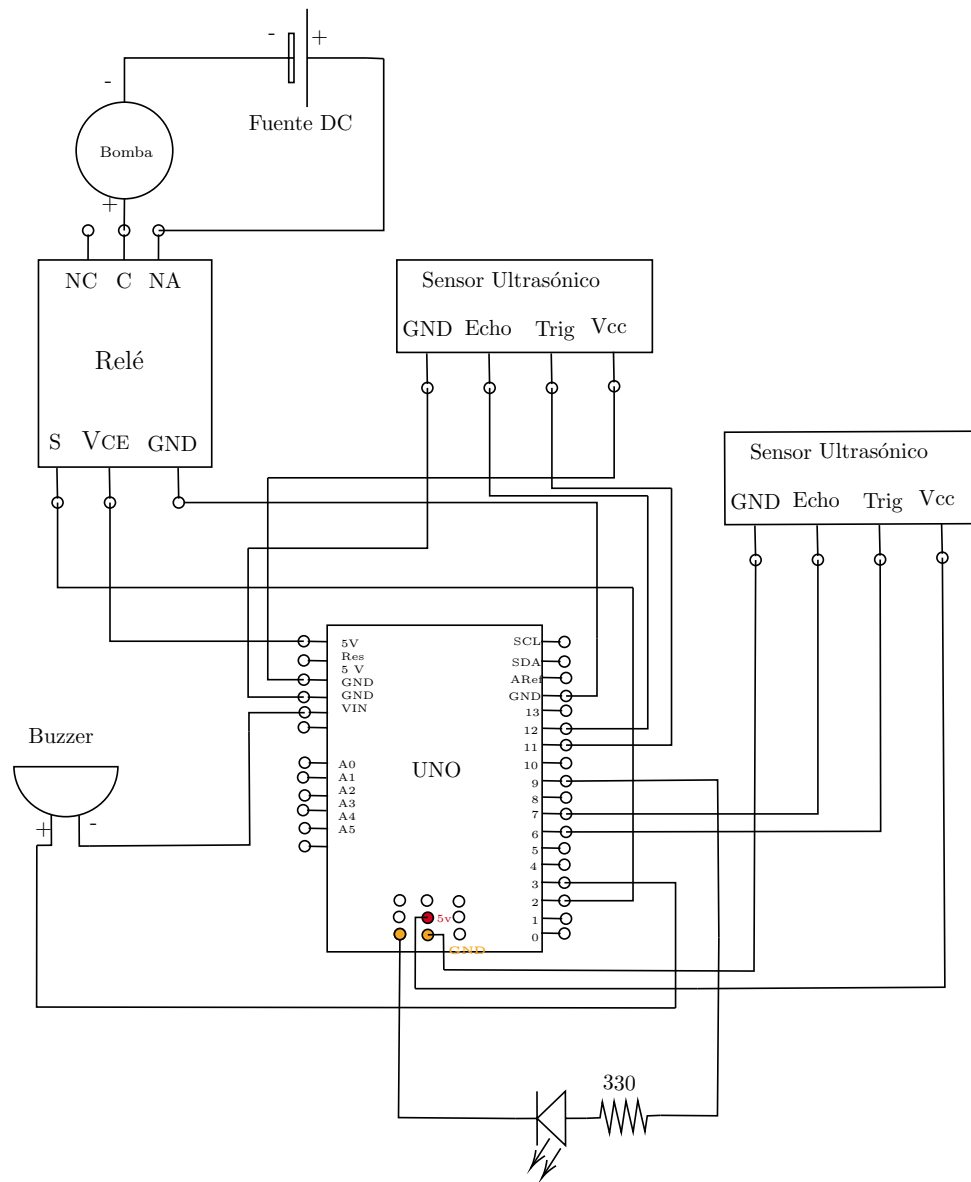 - +
Fuente DC
-
Bomba
+
NC C NA
Relé
S VCE GND
Sensor Ultrasónico
GND Echo Trig Vcc
Sensor Ultrasónico
GND Echo Trig Vcc
Buzzer
+ -
5V
Res
5 V
GND
GND
VIN
A0
A1
A2
A3
A4
A5
UNO
SCL
SDA
ARef
GND
13
12
11
10
9
8
7
6
5
4
3
2
1
0
5v
GND
330